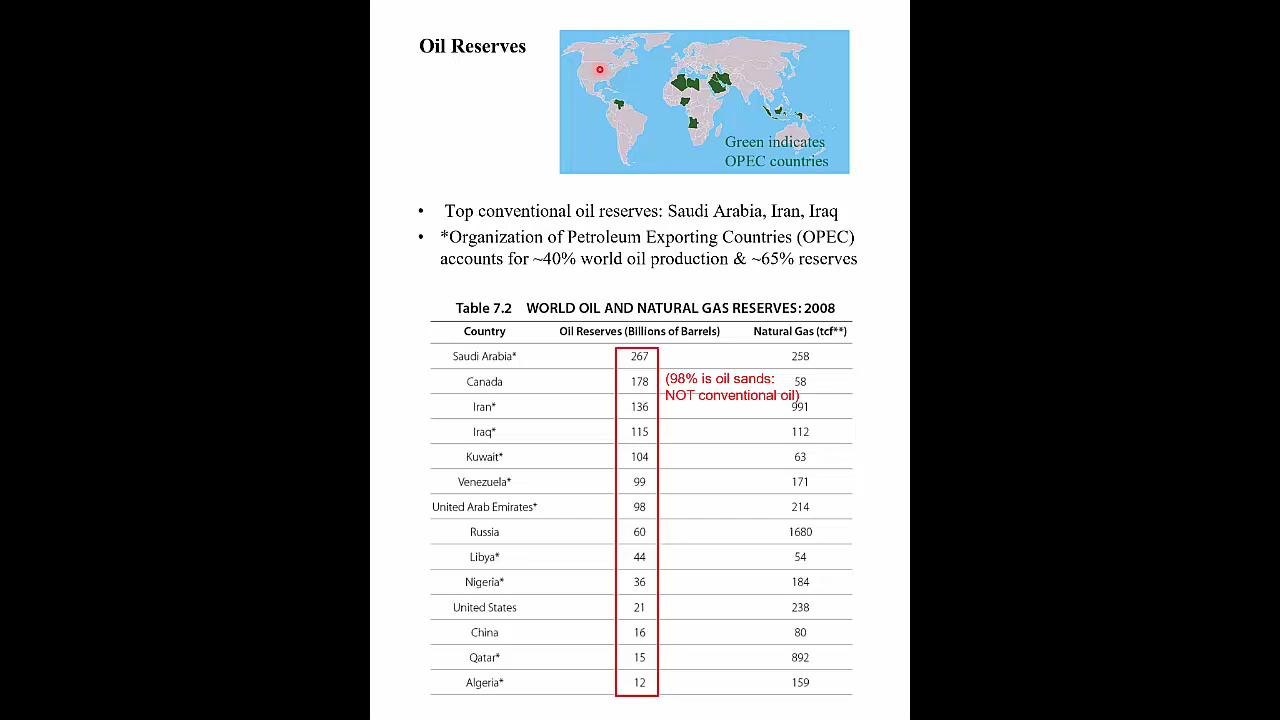 Oil Reserves
Green indicates
OPEC countries
• Top conventional oil reserves: Saudi Arabia, Iran, Iraq
• *Organization of Petroleum Exporting Countries (OPEC)
accounts for ~40% world oil production & ~65% reserves
Table 7.2 WORLD OIL AND NATURAL GAS RESERVES: 2008
Country Oil Reserves (Billions of Barrels) Natural Gas (tcf**)
Saudi Arabia* 267 258
Canada 178 (98% is oil sands: 58
NOT conventional oil)
Iran* 136 991
Iraq* 115 112
Kuwait* 104 63
Venezuela* 99 171
United Arab Emirates* 98 214
Russia 60 1680
Libya* 44 54
Nigeria* 36 184
United States 21 238
China 16 80
Qatar* 15 892
Algeria* 12 159